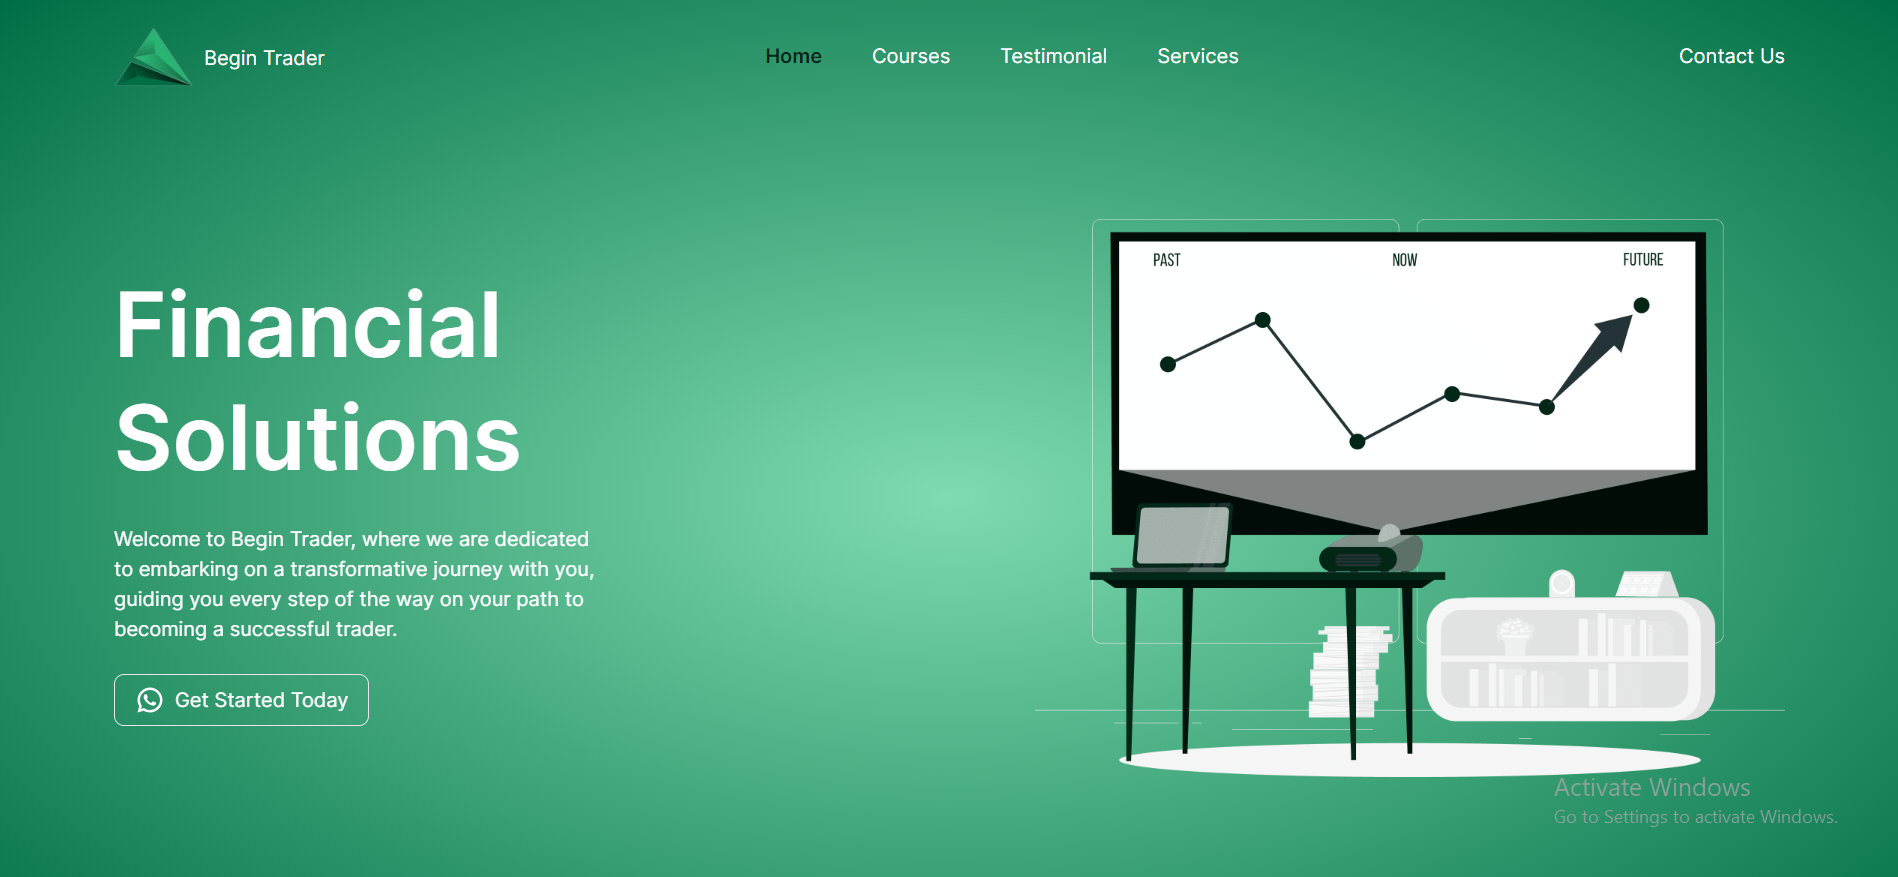 Begin Trader
Home
Courses
Testimonial
Services
Contact Us
PAST
NOW
FUTURE
Financial
Solutions
Welcome to Begin Trader, where we are dedicated
to embarking on a transformative journey with you,
guiding you every step of the way on your path to
becoming a successful trader.
Get Started Today
Activate Windows
Go to Settings to activate Windows.